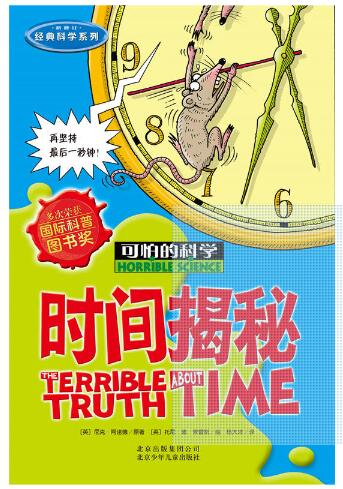 经典科学系列
再坚持
最后一秒钟！
9
8
6
多次荣获
国际科普
图书奖
可怕的科学
HORRIBLE SCIENCE
时间揭秘
THE TERRIBLE TRUTH ABOUT TIME
北京出版集团公司
北京少年儿童出版社